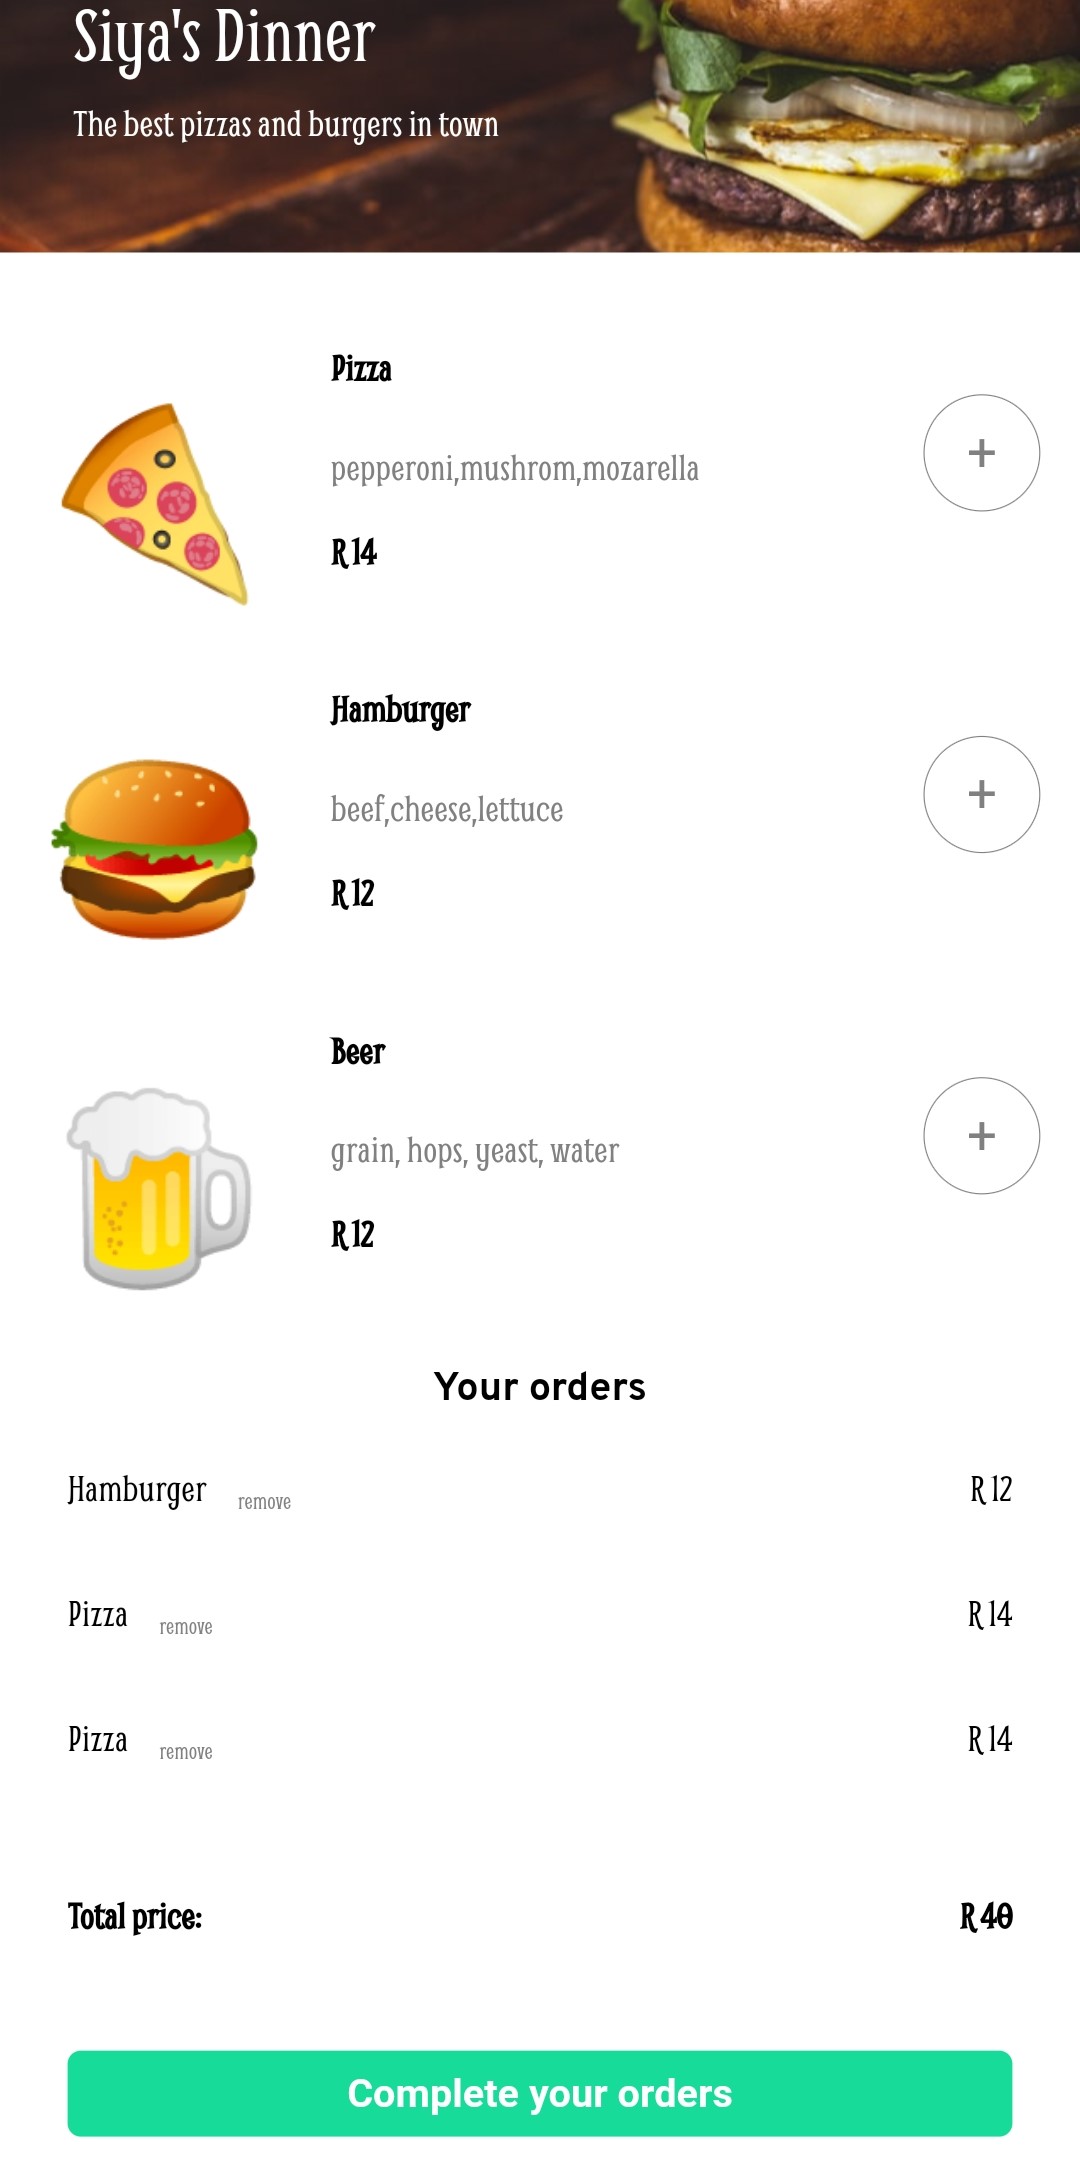 Siya's Dinner
The best pizzas and burgers in town
Pizza
pepperoni,mushrom,mozarella
R 14
+
Hamburger
beef,cheese,lettuce
R 12
+
Beer
grain, hops, yeast, water
R 12
+
Your orders
Hamburger remove R 12
Pizza remove R 14
Pizza remove R 14
Total price: R 40
Complete your orders